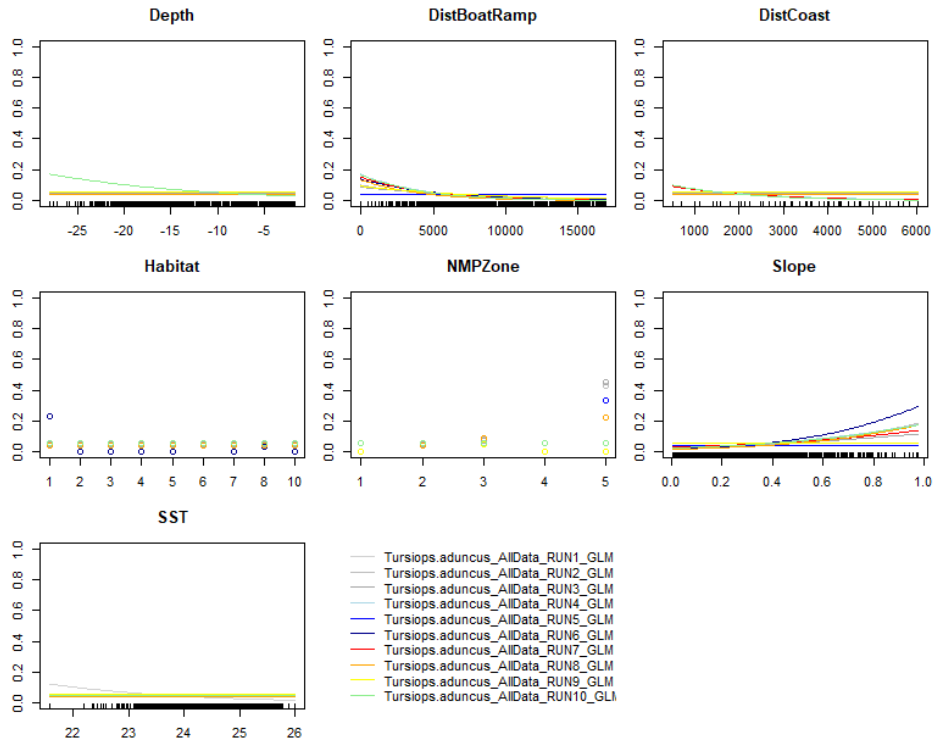 Depth
DistBoatRamp
DistCoast
0.0 0.2 0.4 0.6 0.8 1.0
0.0 0.2 0.4 0.6 0.8 1.0
0.0 0.2 0.4 0.6 0.8 1.0
-25 -20 -15 -10 -5
0 5000 10000 15000
1000 2000 3000 4000 5000 6000
Habitat
NMPZone
Slope
0.0 0.2 0.4 0.6 0.8 1.0
0.0 0.2 0.4 0.6 0.8 1.0
0.0 0.2 0.4 0.6 0.8 1.0
1 2 3 4 5 6 7 8 10
1 2 3 4 5
0.0 0.2 0.4 0.6 0.8 1.0
SST
0.0 0.2 0.4 0.6 0.8 1.0
22 23 24 25 26
Tursiops.aduncus_AllData_RUN1_GLM
Tursiops.aduncus_AllData_RUN2_GLM
Tursiops.aduncus_AllData_RUN3_GLM
Tursiops.aduncus_AllData_RUN4_GLM
Tursiops.aduncus_AllData_RUN5_GLM
Tursiops.aduncus_AllData_RUN6_GLM
Tursiops.aduncus_AllData_RUN7_GLM
Tursiops.aduncus_AllData_RUN8_GLM
Tursiops.aduncus_AllData_RUN9_GLM
Tursiops.aduncus_AllData_RUN10_GLM